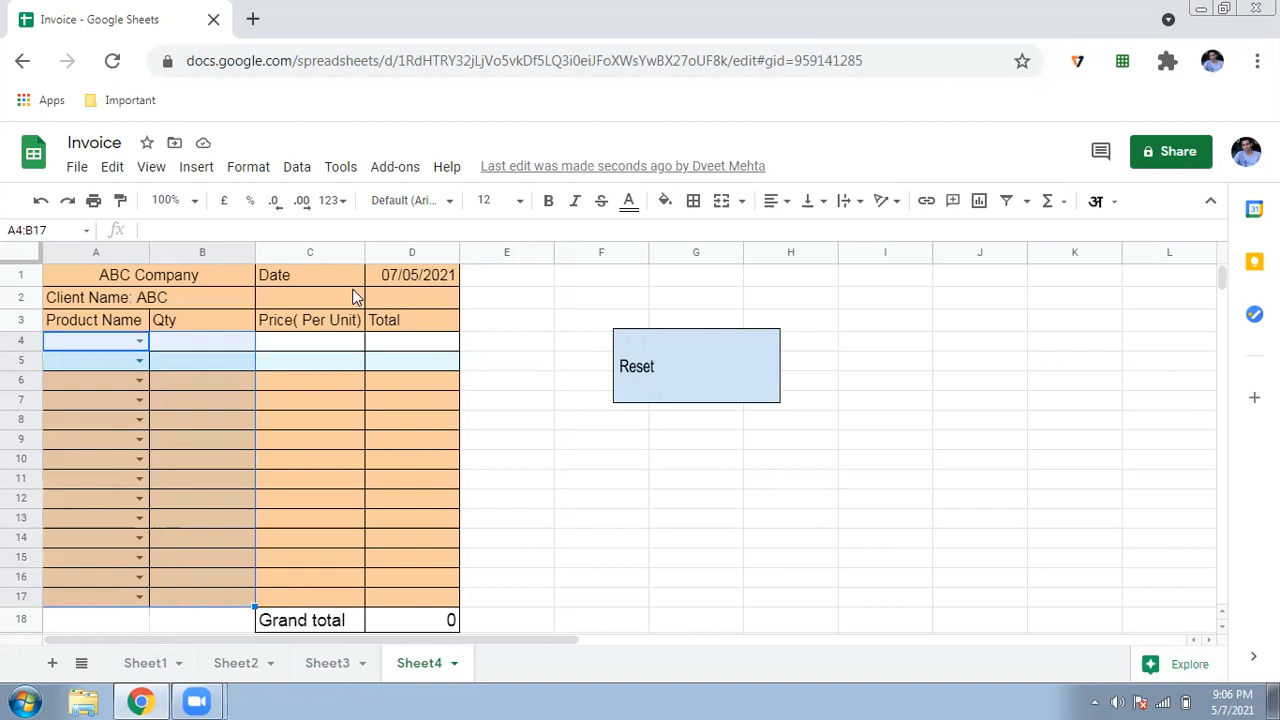 Invoice - Google Sheets
docs.google.com/spreadsheets/d/1RdHTRY32jLjVo5rkDf5LQ3i0eiJFoXWsYwBX27oUF8k/edit#gid=959141285
Apps Important
Invoice
File Edit View Insert Format Data Tools Add-ons Help Last edit was made seconds ago by Dveet Mehta
Share
100% £ % .0 .00 123 Default (Ari... 12 B I S A Σ अ
A4:B17 fx
A B C D E F G H I J K L
1 ABC Company Date 07/05/2021
2 Client Name: ABC
3 Product Name Qty Price( Per Unit) Total
4
5
Reset
6
7
8
9
10
11
12
13
14
15
16
17
18 Grand total 0
Sheet1 Sheet2 Sheet3 Sheet4 Explore
9:06 PM
5/7/2021